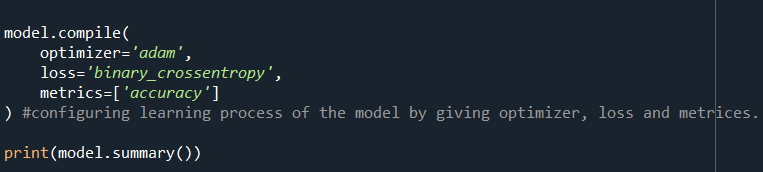 model.compile(
    optimizer='adam',
    loss='binary_crossentropy',
    metrics=['accuracy']
) #configuring learning process of the model by giving optimizer, loss and metrices.
print(model.summary())